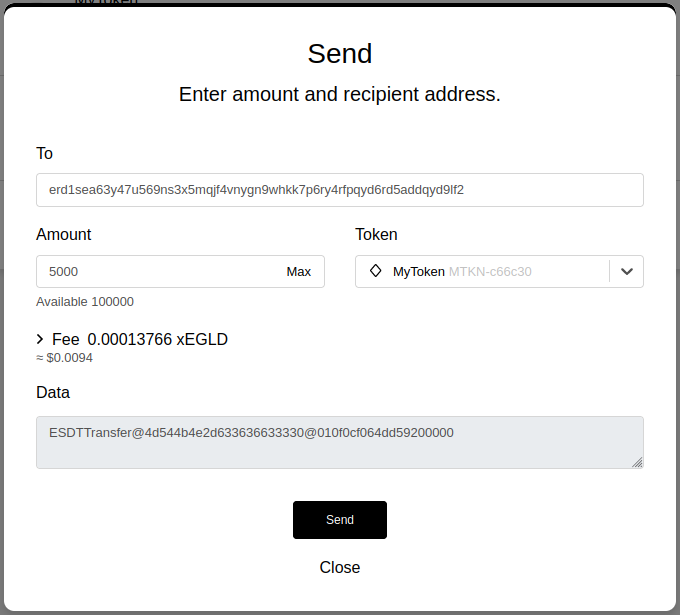 MyToken
Send
Enter amount and recipient address.
To
erd1sea63y47u569ns3x5mqjf4vnygn9whkk7p6ry4rfpqyd6rd5addqyd9lf2
Amount
Token
5000 Max
MyToken MTKN-c66c30
Available 100000
Fee 0.00013766 xEGLD
≈ $0.0094
Data
ESDTTransfer@4d544b4e2d633636633330@010f0cf064dd59200000
Send
Close